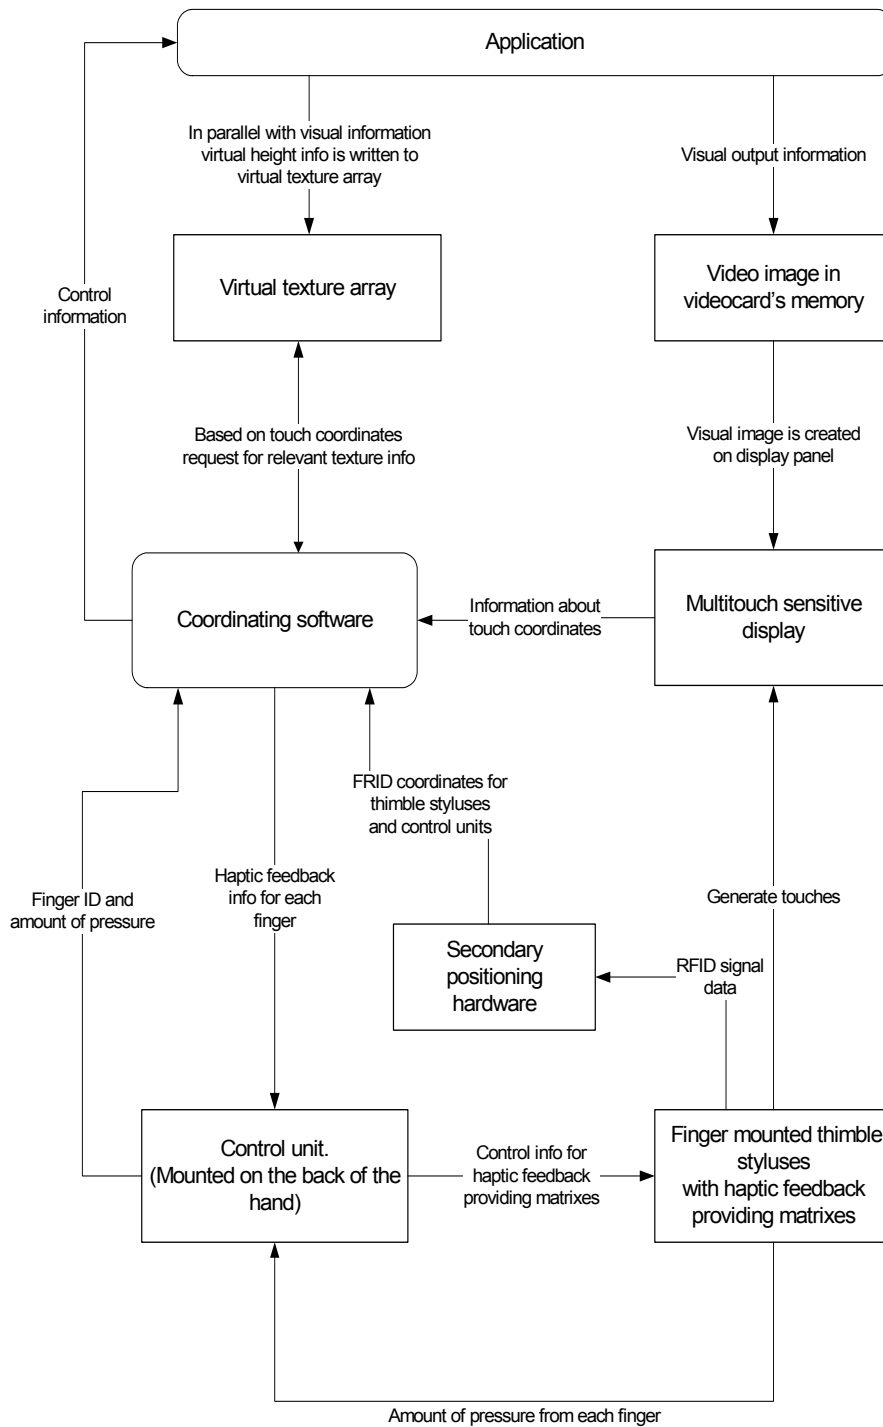 Application
In parallel with visual information
virtual height info is written to
virtual texture array
Visual output information
Virtual texture array
Video image in
videocard's memory
Control
information
Based on touch coordinates
request for relevant texture info
Visual image is created
on display panel
Coordinating software
Information about
touch coordinates
Multitouch sensitive
display
FRID coordinates for
thimble styluses
and control units
Finger ID and
amount of pressure
Haptic feedback
info for each
finger
Generate touches
Secondary
positioning
hardware
RFID signal
data
Control unit.
(Mounted on the back of the
hand)
Control info for
haptic feedback
providing matrixes
Finger mounted thimble
styluses
with haptic feedback
providing matrixes
Amount of pressure from each finger